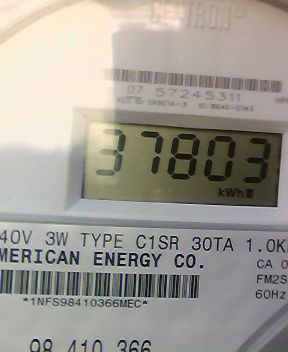 CENTRON®
07 57245311
37803
kWh
40V 3W TYPE C1SR 30TA 1.0K
MERICAN ENERGY CO.
CA 0
FM2S
60Hz
*1NFS98410366MEC*
98 410 366